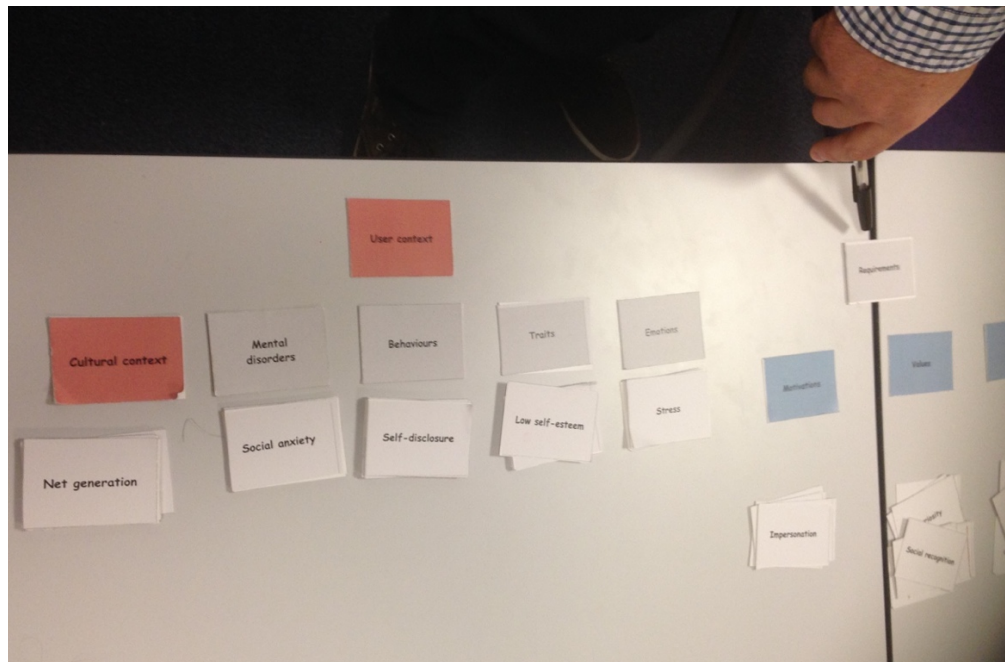 User context
Requirements
Cultural context
Mental
disorders
Behaviours
Traits
Emotions
Motivations
Values
Net generation
Social anxiety
Self-disclosure
Low self-esteem
Stress
Impersonation
Social recognition